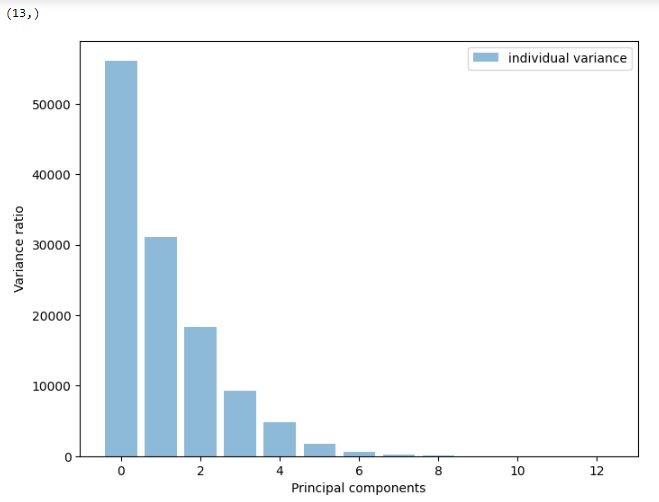 (13,)
individual variance
50000
40000
30000
20000
10000
0
Variance ratio
0 2 4 6 8 10 12
Principal components